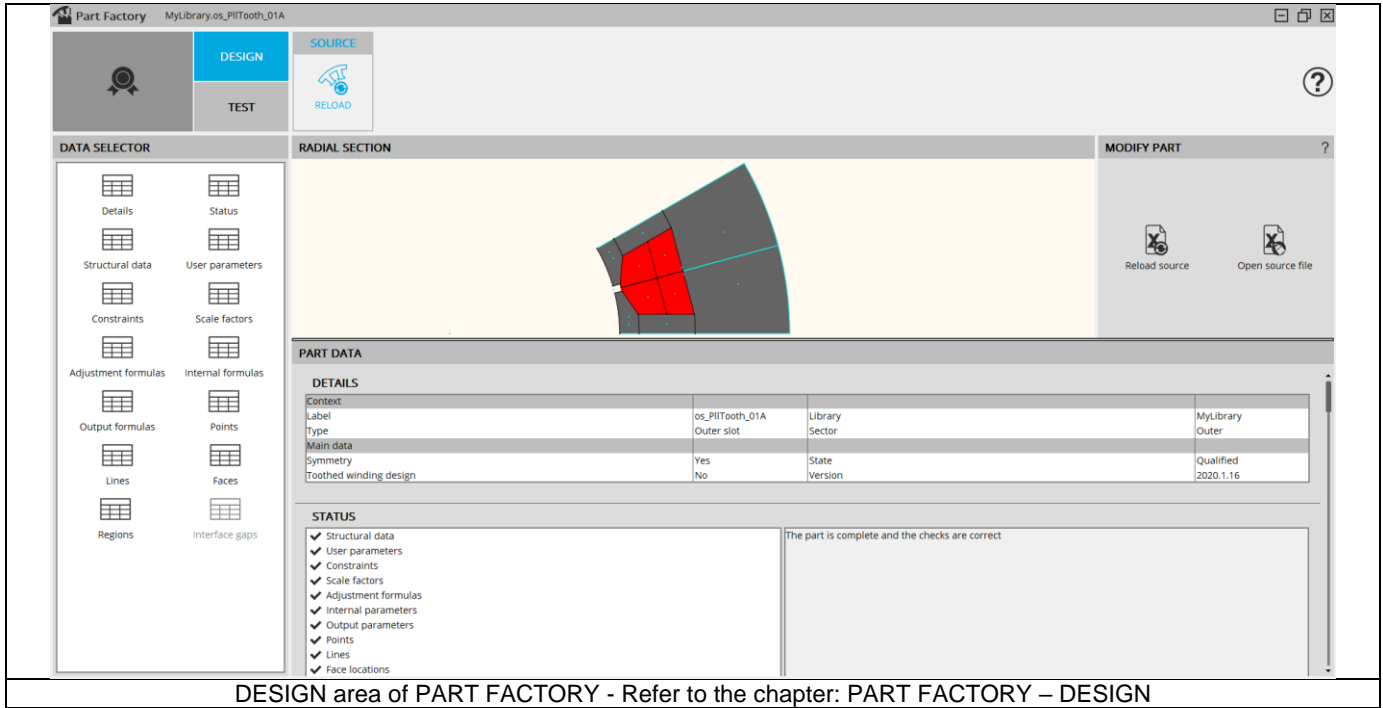 Part Factory MyLibrary.os_PllTooth_01A
DESIGN
TEST
SOURCE
RELOAD
?
DATA SELECTOR
Details Status
Structural data User parameters
Constraints Scale factors
Adjustment formulas Internal formulas
Output formulas Points
Lines Faces
Regions Interface gaps
RADIAL SECTION
MODIFY PART ?
Reload source Open source file
PART DATA
DETAILS
Context
Label os_PllTooth_01A Library MyLibrary
Type Outer slot Sector Outer
Main data
Symmetry Yes State Qualified
Toothed winding design No Version 2020.1.16
STATUS
Structural data
User parameters
Constraints
Scale factors
Adjustment formulas
Internal parameters
Output parameters
Points
Lines
Face locations
The part is complete and the checks are correct
DESIGN area of PART FACTORY - Refer to the chapter: PART FACTORY – DESIGN